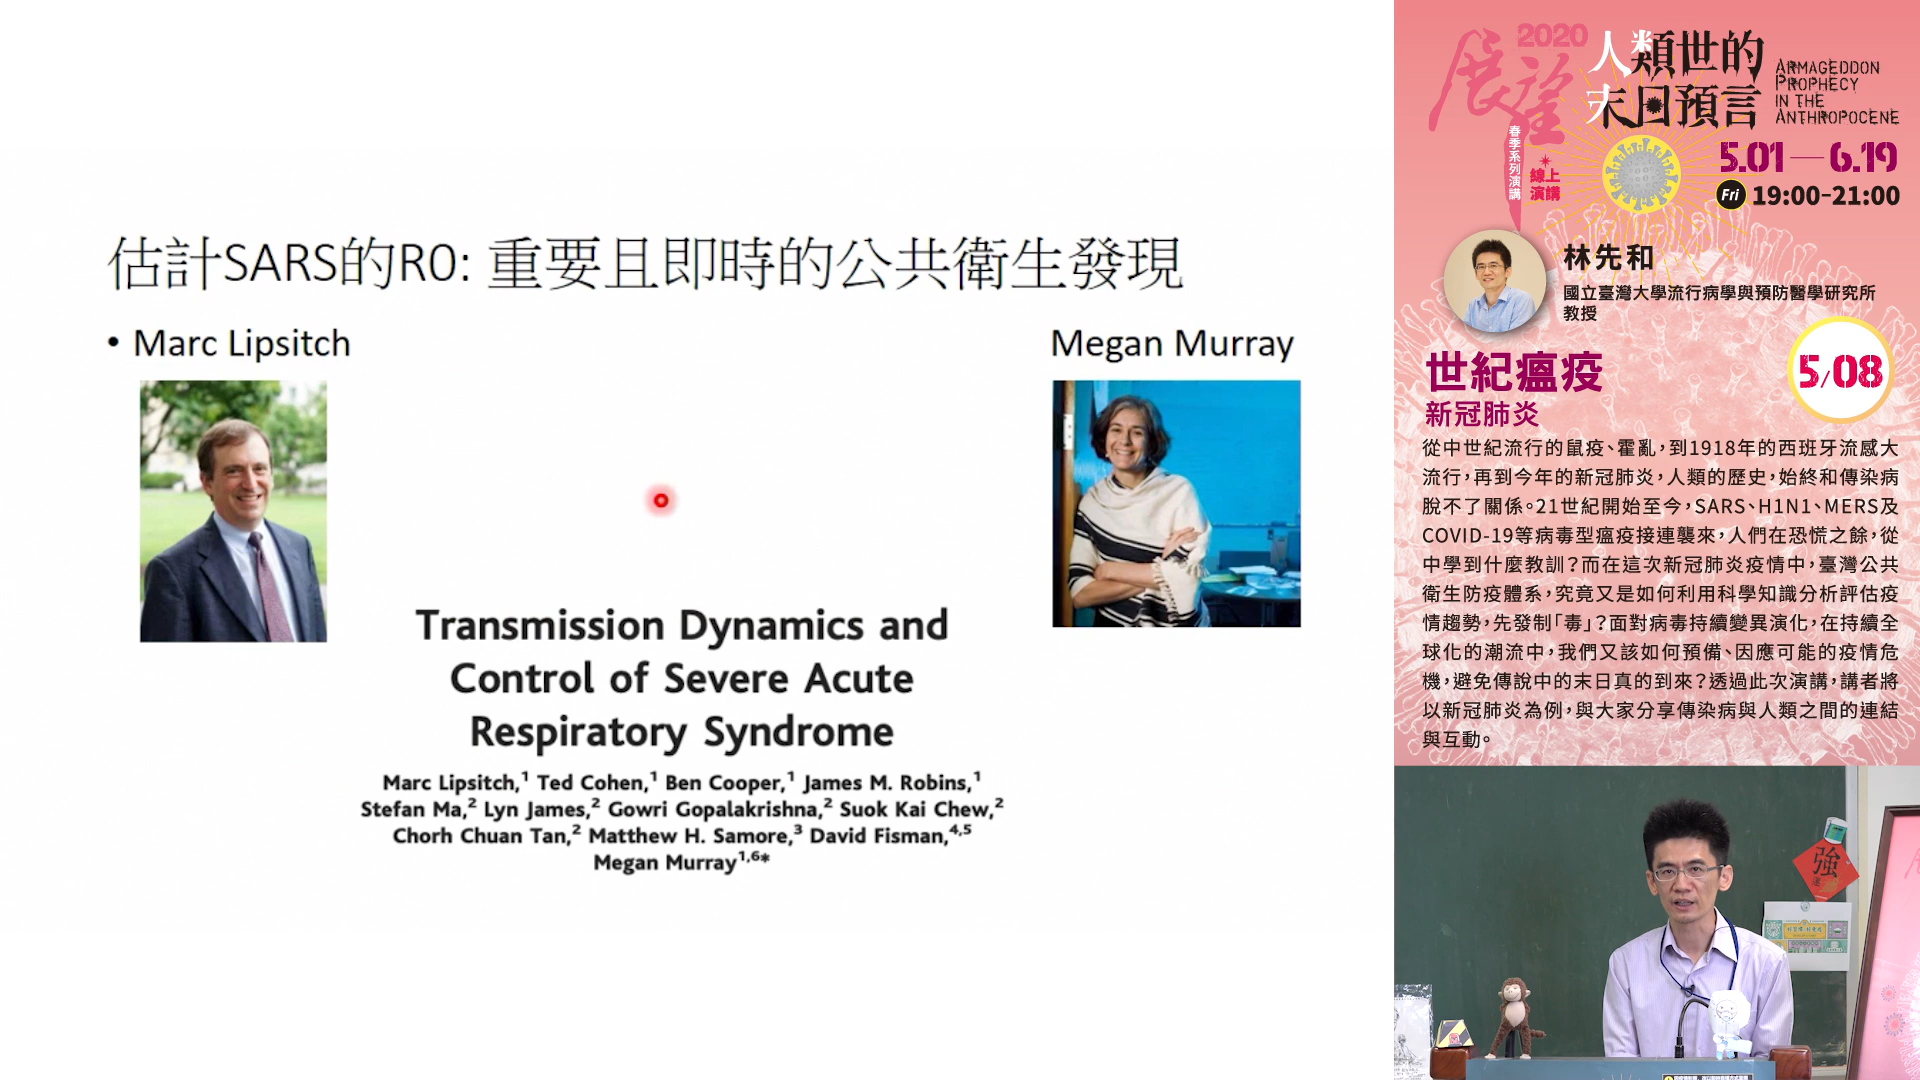 估計SARS的R0: 重要且即時的公共衛生發現
• Marc Lipsitch
Megan Murray
Transmission Dynamics and
Control of Severe Acute
Respiratory Syndrome
Marc Lipsitch,1 Ted Cohen,1 Ben Cooper,1 James M. Robins,1
Stefan Ma,2 Lyn James,2 Gowri Gopalakrishna,2 Suok Kai Chew,2
Chorh Chuan Tan,2 Matthew H. Samore,3 David Fisman,4,5
Megan Murray1,6*
2020
展望
春季系列演講
線上
演講
人類世的
末日預言
ARMAGEDDON
PROPHECY
IN THE
ANTHROPOCENE
5.01—6.19
Fri 19:00-21:00
林先和
國立臺灣大學流行病學與預防醫學研究所
教授
世紀瘟疫
5/08
新冠肺炎
從中世紀流行的鼠疫、霍亂,到1918年的西班牙流感大
流行,再到今年的新冠肺炎,人類的歷史,始終和傳染病
脫不了關係。21世紀開始至今,SARS、H1N1、MERS及
COVID-19等病毒型瘟疫接連襲來,人們在恐慌之餘,從
中學到什麼教訓?而在這次新冠肺炎疫情中,臺灣公共
衛生防疫體系,究竟又是如何利用科學知識分析評估疫
情趨勢,先發制「毒」?面對病毒持續變異演化,在持續全
球化的潮流中,我們又該如何預備、因應可能的疫情危
機,避免傳說中的末日真的到來?透過此次演講,講者將
以新冠肺炎為例,與大家分享傳染病與人類之間的連結
與互動。
強